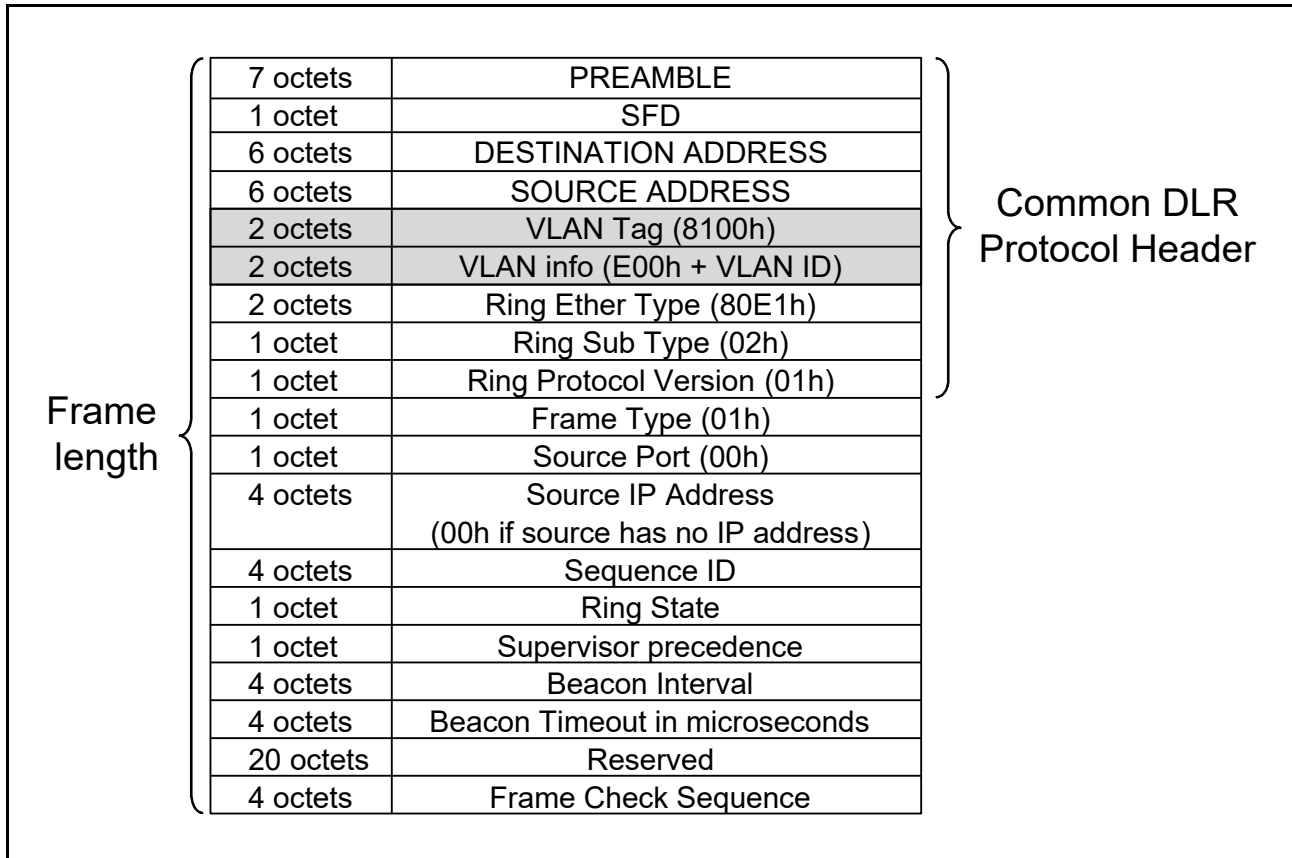 7 octets PREAMBLE
1 octet SFD
6 octets DESTINATION ADDRESS
6 octets SOURCE ADDRESS
2 octets VLAN Tag (8100h)
2 octets VLAN info (E00h + VLAN ID)
2 octets Ring Ether Type (80E1h)
1 octet Ring Sub Type (02h)
1 octet Ring Protocol Version (01h)
1 octet Frame Type (01h)
1 octet Source Port (00h)
4 octets Source IP Address
(00h if source has no IP address)
4 octets Sequence ID
1 octet Ring State
1 octet Supervisor precedence
4 octets Beacon Interval
4 octets Beacon Timeout in microseconds
20 octets Reserved
4 octets Frame Check Sequence
Frame
length
Common DLR
Protocol Header